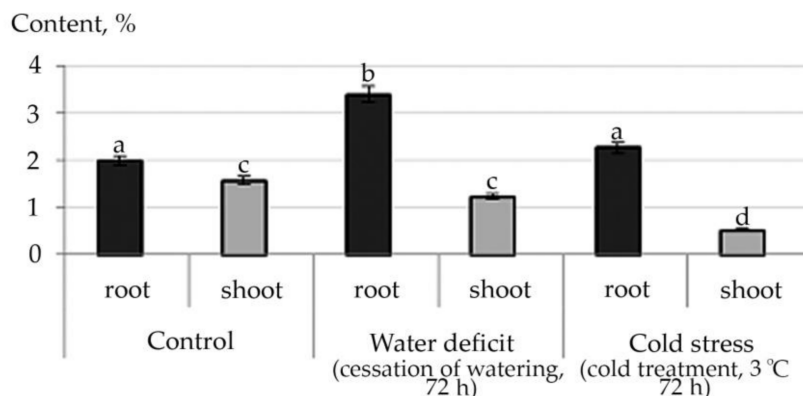 Content, %
4
b
3
a
a
2
c
c
1
d
0
root
shoot
root
shoot
root
shoot
Control
Water deficit
(cessation of watering,
72 h)
Cold stress
(cold treatment, 3 °C
72 h)